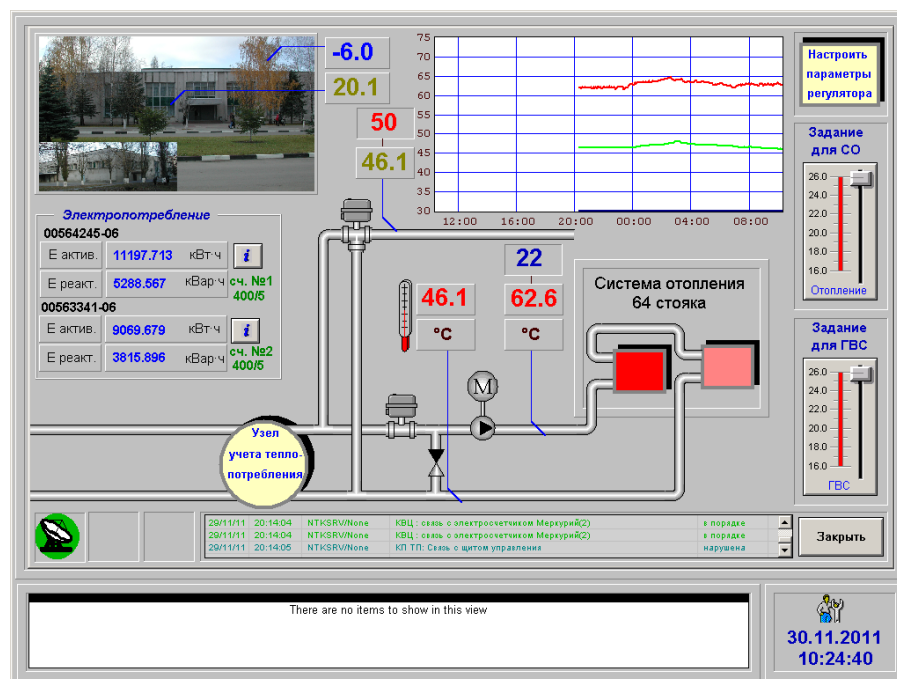 -6.0
20.1
50
46.1
75
70
65
60
55
50
45
40
35
30
12:00 16:00 20:00 00:00 04:00 08:00
Настроить
параметры
регулятора
Задание
для СО
26.0
24.0
22.0
20.0
18.0
16.0
Отопление
Задание
для ГВС
26.0
24.0
22.0
20.0
18.0
16.0
ГВС
Электропотребление
00564245-06
Е актив. 11197.713 кВт·ч i
Е реакт. 5288.567 кВар·ч сч. №1
400/5
00563341-06
Е актив. 9069.679 кВт·ч i
Е реакт. 3815.896 кВар·ч сч. №2
400/5
22
46.1 62.6
°C °C
Система отопления
64 стояка
M
Узел
учета тепло-
потребления
29/11/11 20:14:04 NTKSRV/None КВЦ : связь с электросчетчиком Меркурий(2) в порядке
29/11/11 20:14:04 NTKSRV/None КВЦ : связь с электросчетчиком Меркурий(2) в порядке
29/11/11 20:14:05 NTKSRV/None КП ТП: Связь с щитом управления нарушена
Закрыть
There are no items to show in this view
30.11.2011
10:24:40